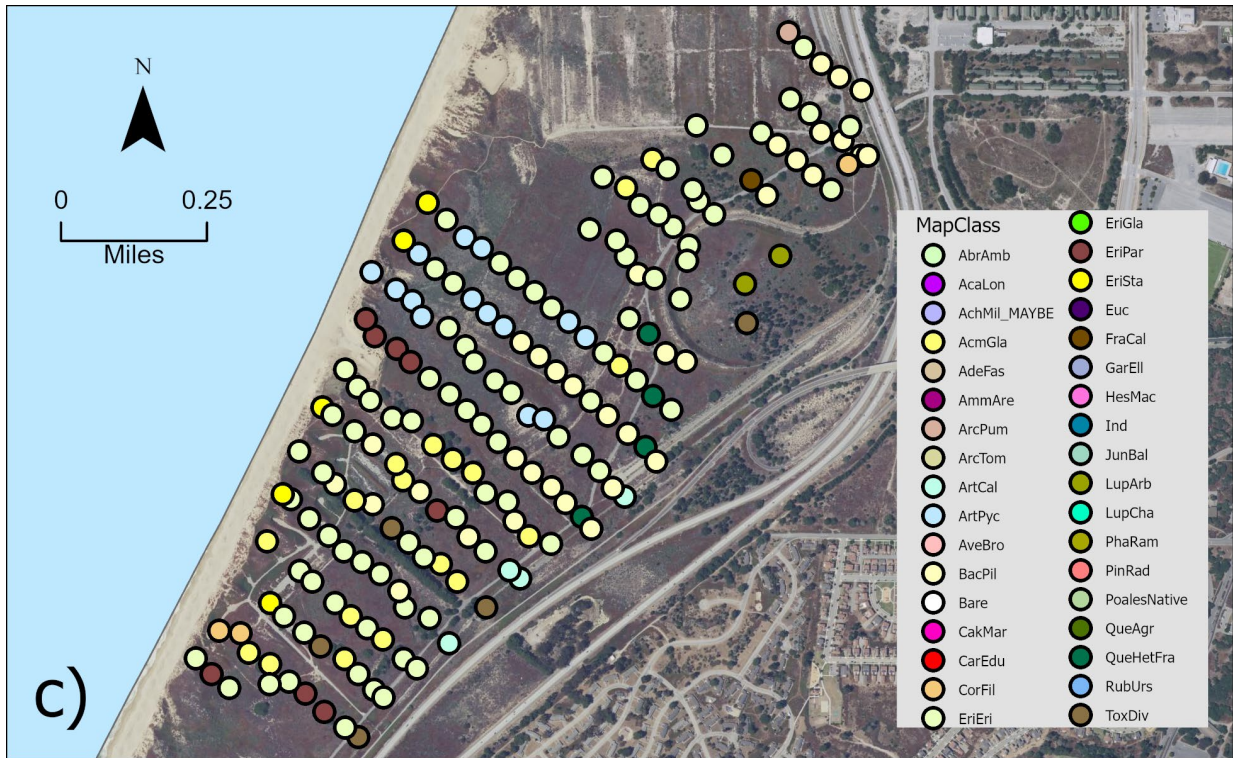 N
0 0.25
Miles
c)
MapClass
AbrAmb
AcaLon
AchMil_MAYBE
AcmGla
AdeFas
AmmAre
ArcPum
ArcTom
ArtCal
ArtPyc
AveBro
BacPil
Bare
CakMar
CarEdu
CorFil
EriEri
EriGla
EriPar
EriSta
Euc
FraCal
GarEll
HesMac
Ind
JunBal
LupArb
LupCha
PhaRam
PinRad
PoalesNative
QueAgr
QueHetFra
RubUrs
ToxDiv